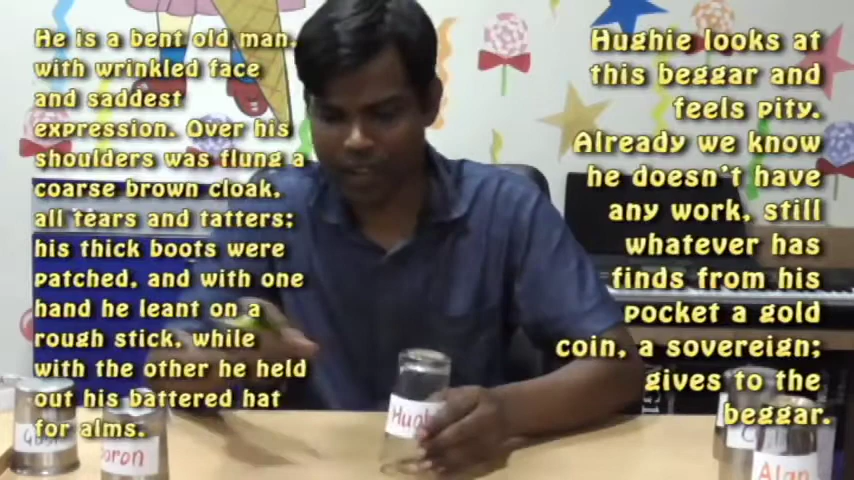 He is a bent old man,
with wrinkled face
and saddest
expression. Over his
shoulders was flung a
coarse brown cloak,
all tears and tatters;
his thick boots were
patched, and with one
hand he leant on a
rough stick, while
with the other he held
out his battered hat
for alms.
Hughie looks at
this beggar and
feels pity.
Already we know
he doesn't have
any work, still
whatever has
finds from his
pocket a gold
coin, a sovereign;
gives to the
beggar.
Alan